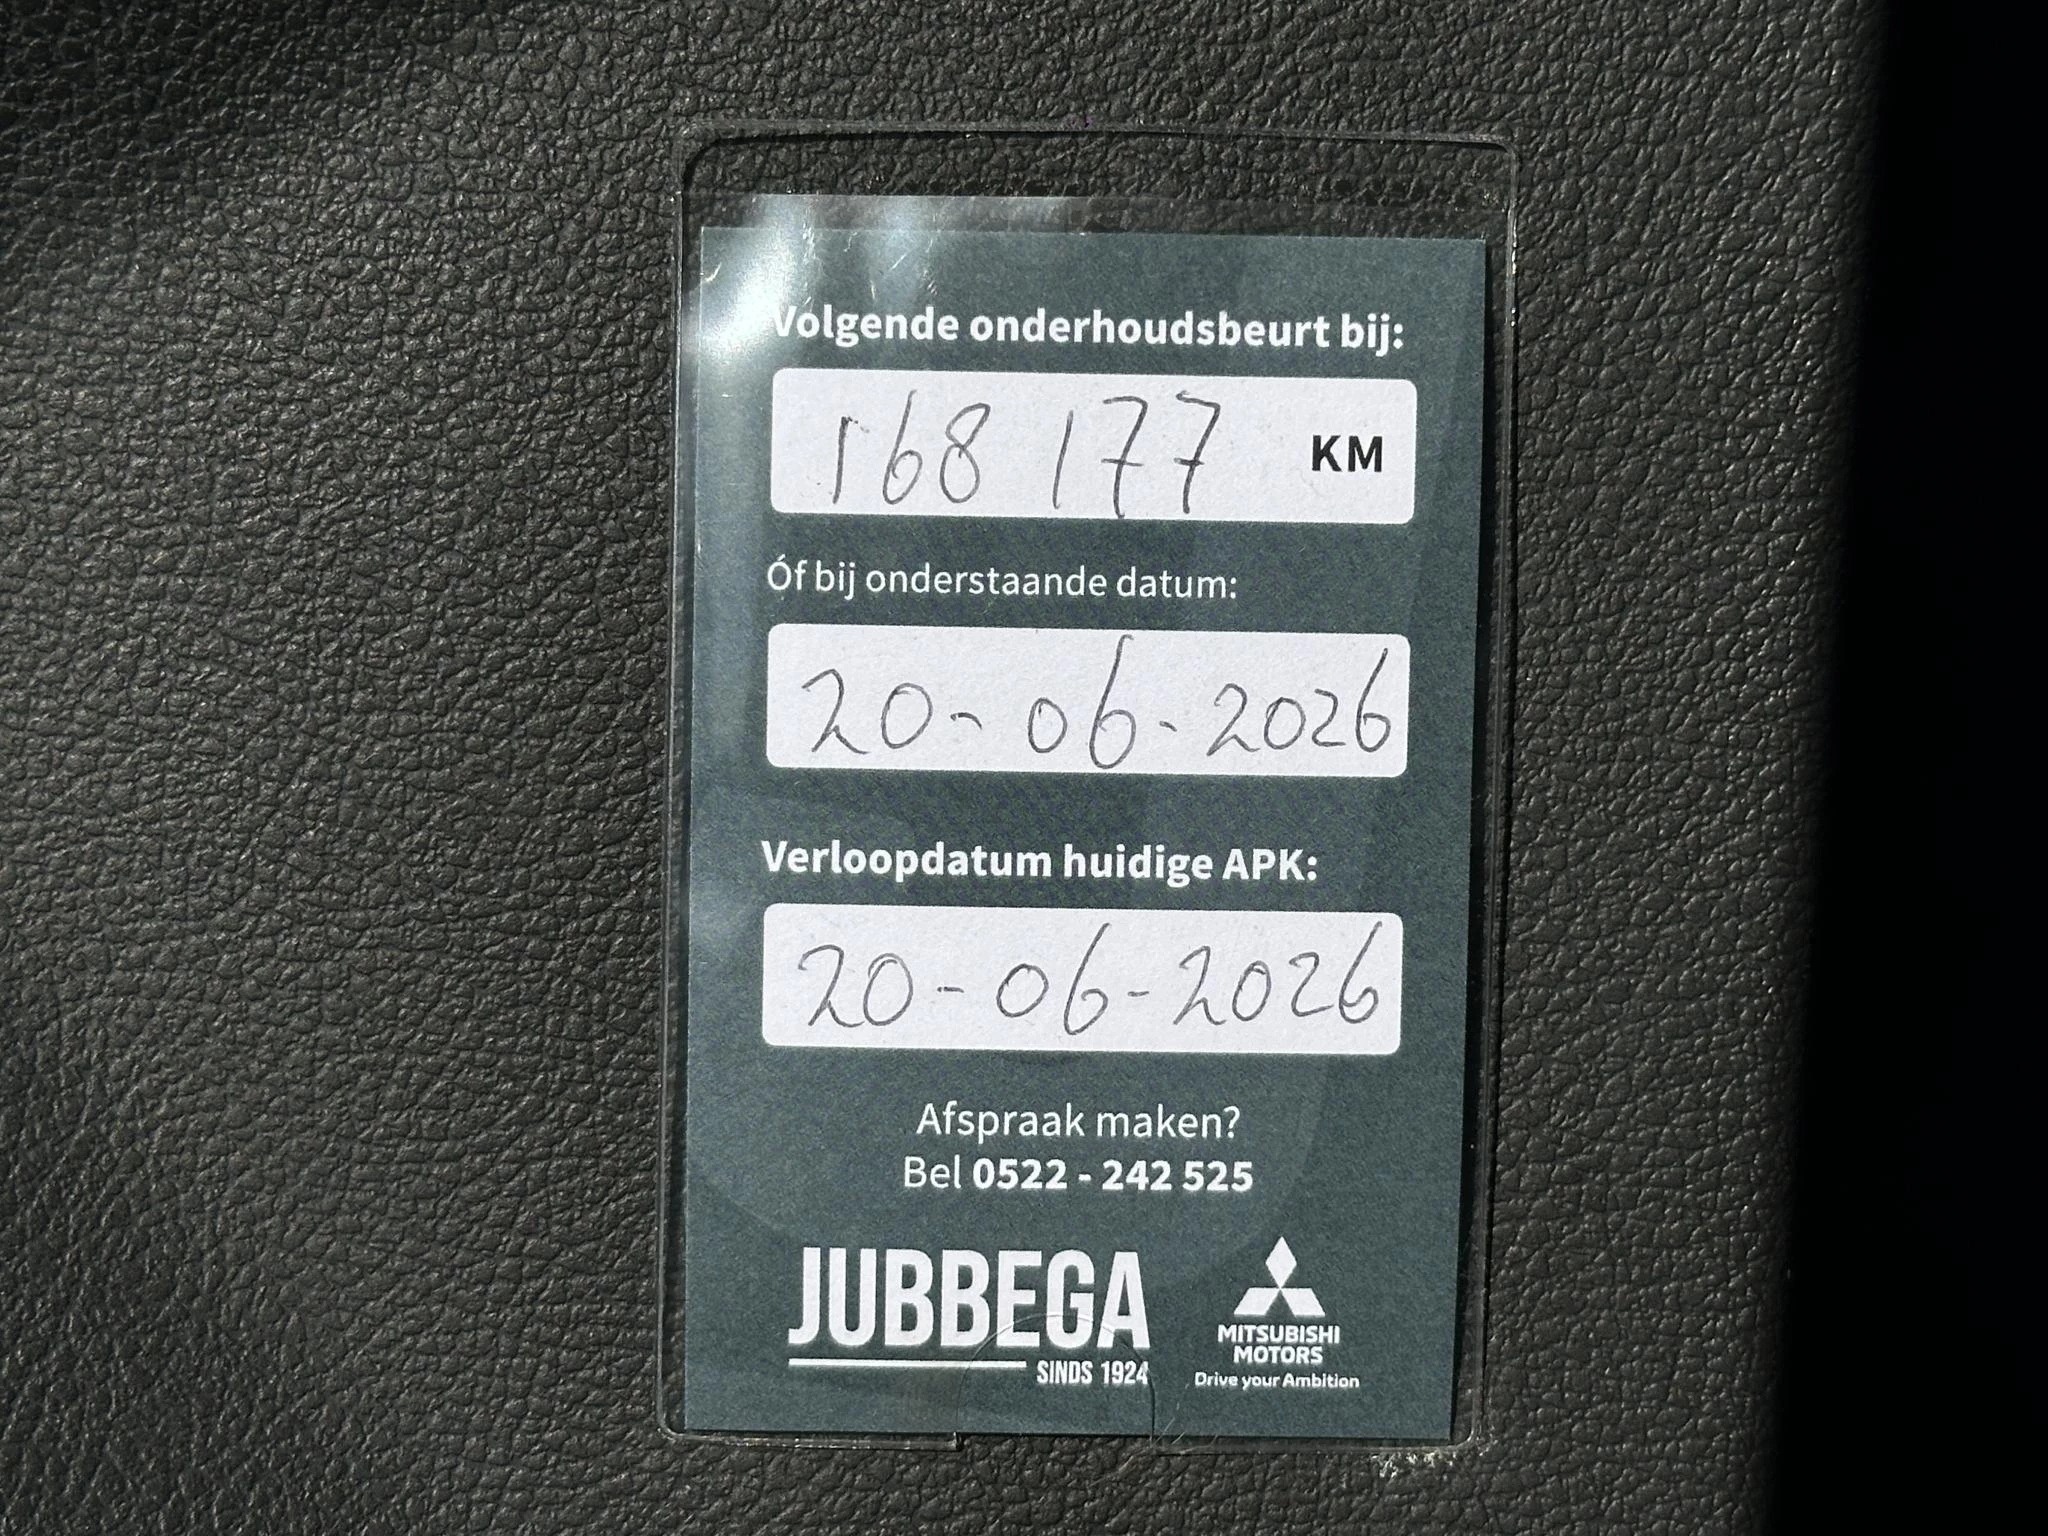 Volgende onderhoudsbeurt bij:
168 177 KM
Óf bij onderstaande datum:
20-06-2026
Verloopdatum huidige APK:
20-06-2026
Afspraak maken?
Bel 0522 - 242 525
JUBBEGA
SINDS 1924
MITSUBISHI
MOTORS
Drive your Ambition